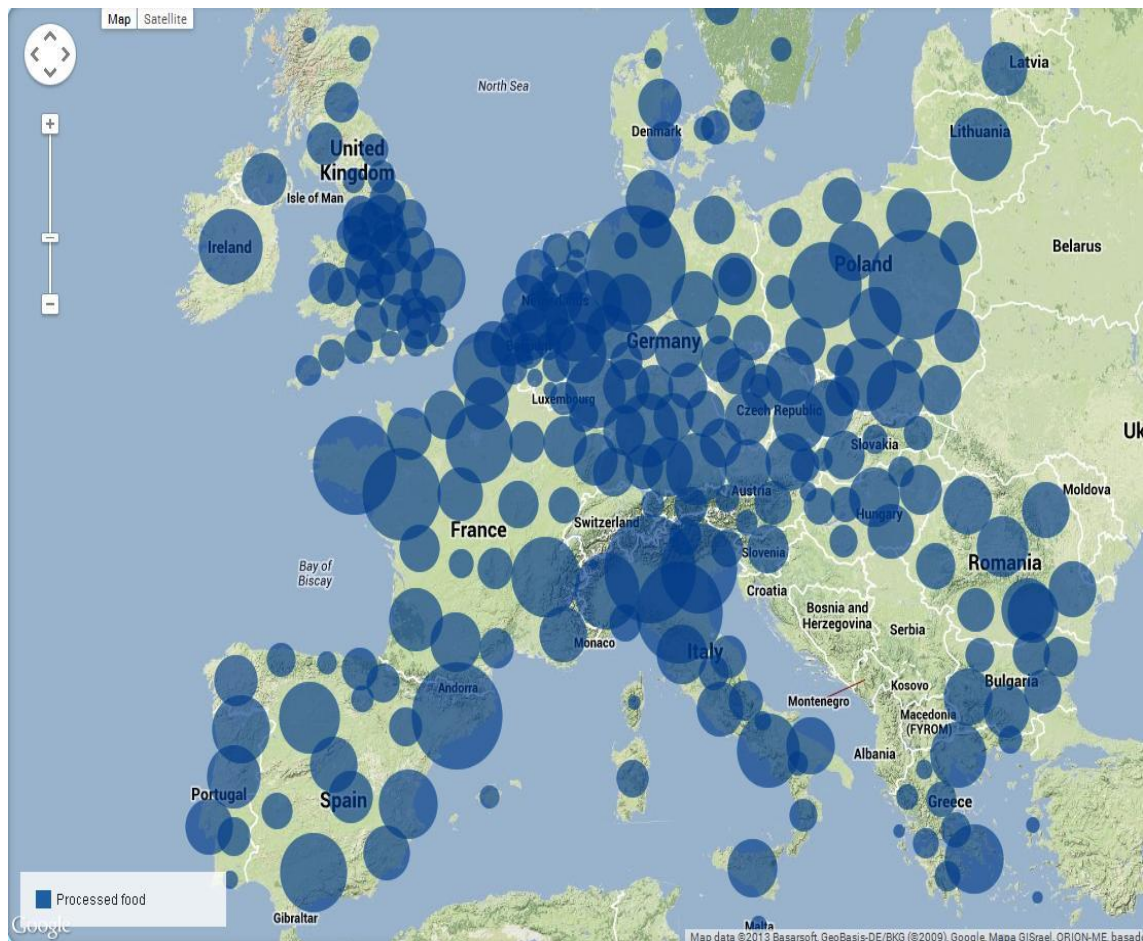 Map Satellite
North Sea
Latvia
Denmark
Lithuania
United
Kingdom
Isle of Man
Ireland
Belarus
Poland
Germany
Luxembourg
Czech Republic
Slovakia
Uk
Austria
Moldova
Switzerland
Hungary
France
Slovenia
Romania
Bay of
Biscay
Croatia
Bosnia and
Herzegovina
Serbia
Monaco
Italy
Andorra
Montenegro
Kosovo
Bulgaria
Macedonia
(FYROM)
Albania
Portugal
Spain
Greece
Processed food
Google
Gibraltar
Malta
Map data ©2013 Basarsoft, GeoBasis-DE/BKG (©2009), Google, Mapa GISrael, ORION-ME, basad